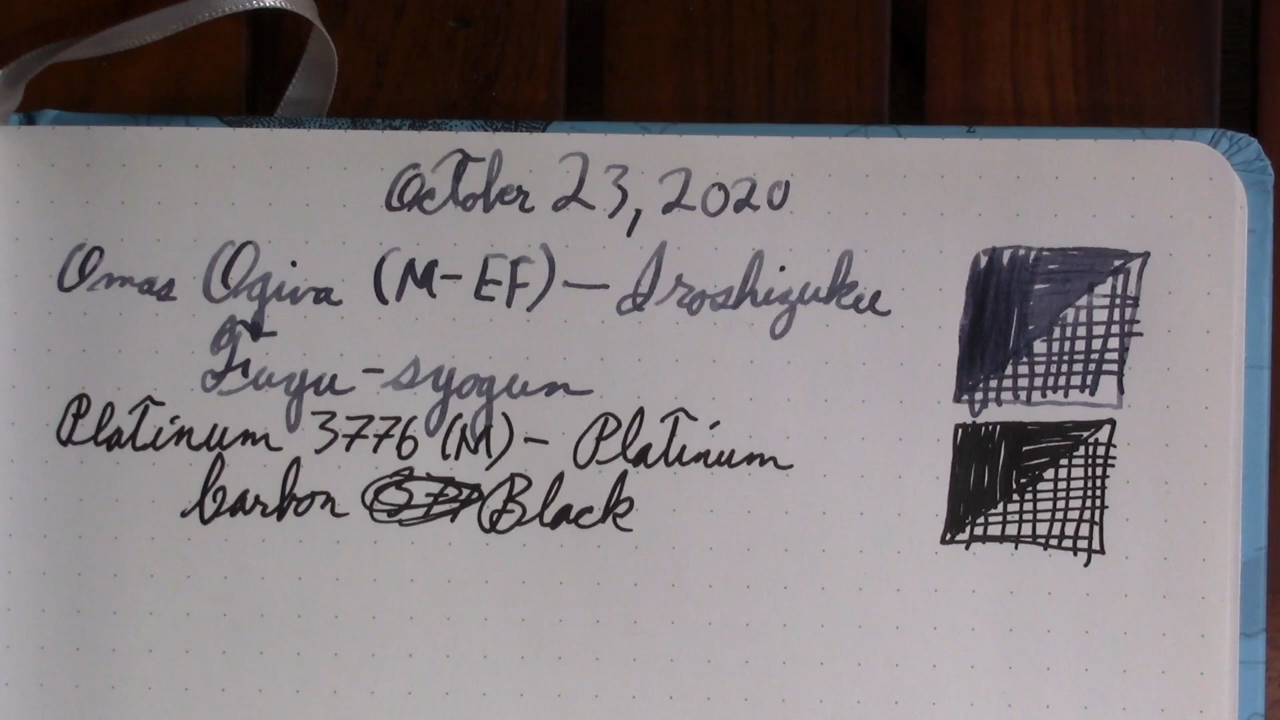 October 23, 2020
Omas Ogiva (M-EF) — Iroshizuku
Fuyu-syogun
Platinum 3776 (M) - Platinum
Carbon Black